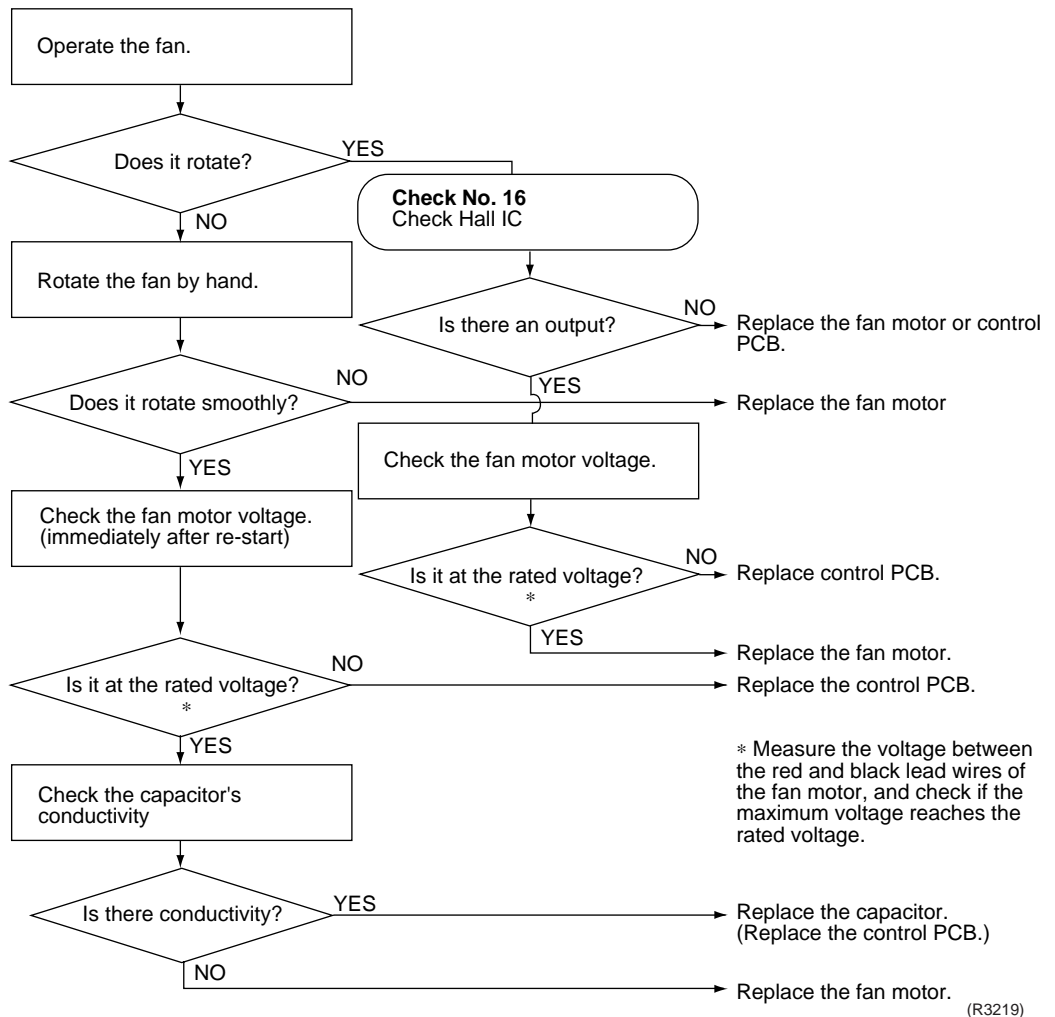 Operate the fan.
Does it rotate?
YES
NO
Check No. 16
Check Hall IC
Rotate the fan by hand.
Is there an output?
NO
Replace the fan motor or control
PCB.
YES
Does it rotate smoothly?
NO
Replace the fan motor
YES
Check the fan motor voltage.
Check the fan motor voltage.
(immediately after re-start)
Is it at the rated voltage?
*
NO
Replace control PCB.
YES
Replace the fan motor.
Is it at the rated voltage?
*
NO
Replace the control PCB.
YES
* Measure the voltage between
the red and black lead wires of
the fan motor, and check if the
maximum voltage reaches the
rated voltage.
Check the capacitor's
conductivity
Is there conductivity?
YES
Replace the capacitor.
(Replace the control PCB.)
NO
Replace the fan motor.
(R3219)